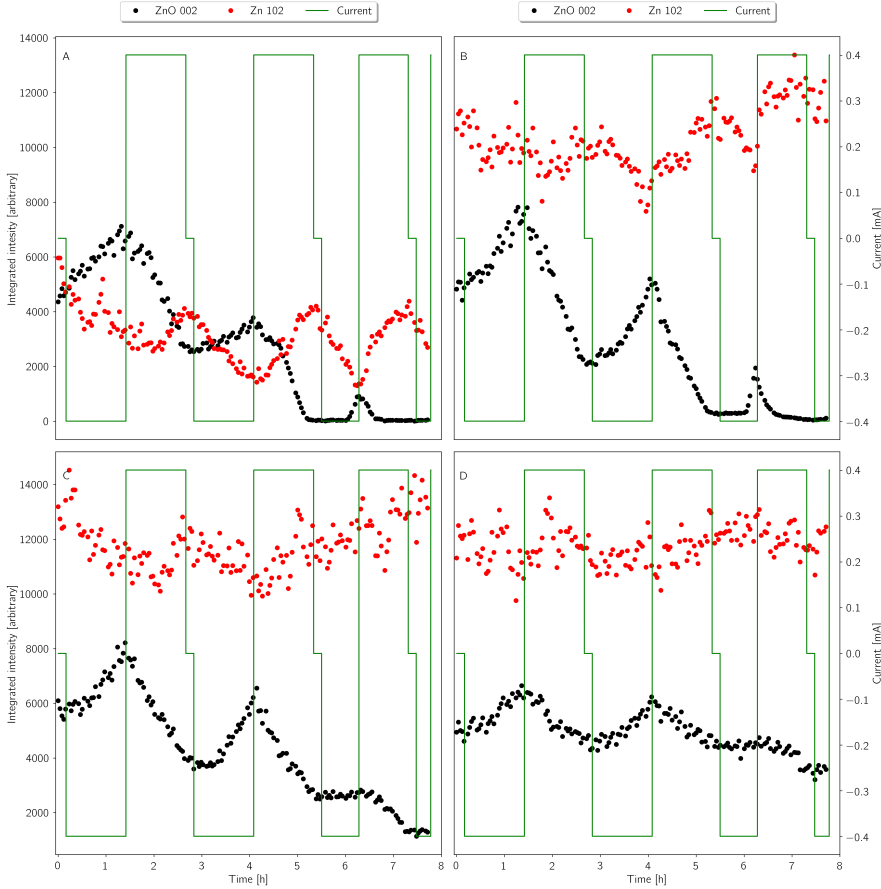 ZnO 002 Zn 102 Current ZnO 002 Zn 102 Current
A
14000
12000
10000
8000
6000
4000
2000
0
Integrated intesity [arbitrary]
B
0.4
0.3
0.2
0.1
0.0
−0.1
−0.2
−0.3
−0.4
Current [mA]
C
14000
12000
10000
8000
6000
4000
2000
Integrated intensity [arbitrary]
0 1 2 3 4 5 6 7 8
Time [h]
D
0.4
0.3
0.2
0.1
0.0
−0.1
−0.2
−0.3
−0.4
Current [mA]
0 1 2 3 4 5 6 7 8
Time [h]